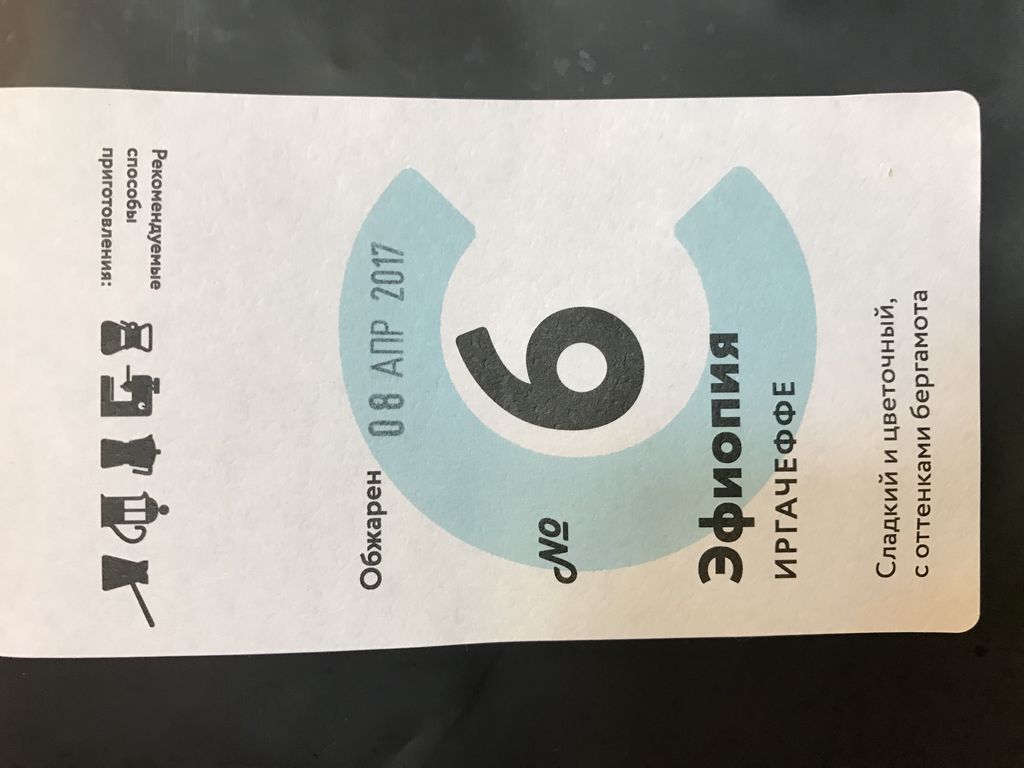 Обжарен 08 АПР 2017
№ 6
Эфиопия
ИРГАЧЕФФЕ
Сладкий и цветочный,
с оттенками бергамота
Рекомендуемые
способы
приготовления: